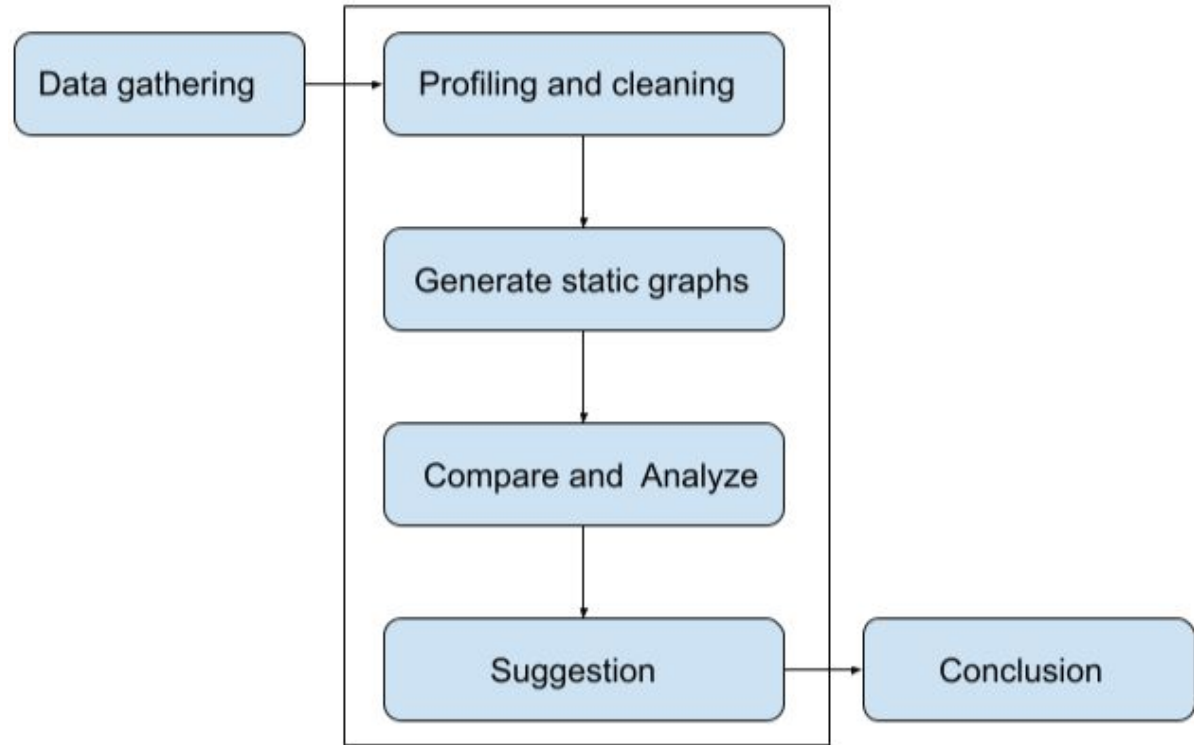 Data gathering
Profiling and cleaning
Generate static graphs
Compare and  Analyze
Suggestion
Conclusion